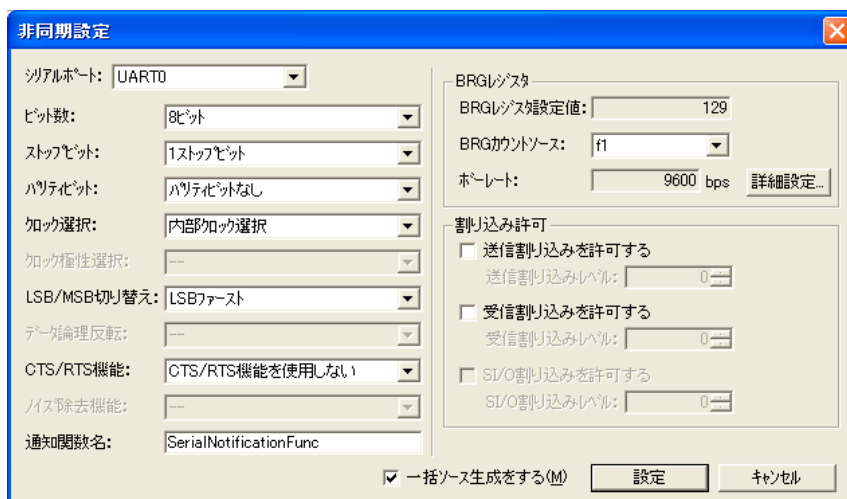 非同期設定
シリアルポート: UART0
ビット数: 8ビット
ストップビット: 1ストップビット
パリティビット: パリティビットなし
クロック選択: 内部クロック選択
クロック極性選択: --
LSB/MSB切り替え: LSBファースト
データ論理反転: --
CTS/RTS機能: CTS/RTS機能を使用しない
ノイズ除去機能: --
通知関数名: SerialNotificationFunc
BRGレジスタ
BRGレジスタ設定値: 129
BRGカウントソース: f1
ボーレート: 9600 bps 詳細設定...
割り込み許可
送信割り込みを許可する
送信割り込みレベル: 0
受信割り込みを許可する
受信割り込みレベル: 0
SI/O割り込みを許可する
SI/O割り込みレベル: 0
一括ソース生成をする(M) 設定 キャンセル